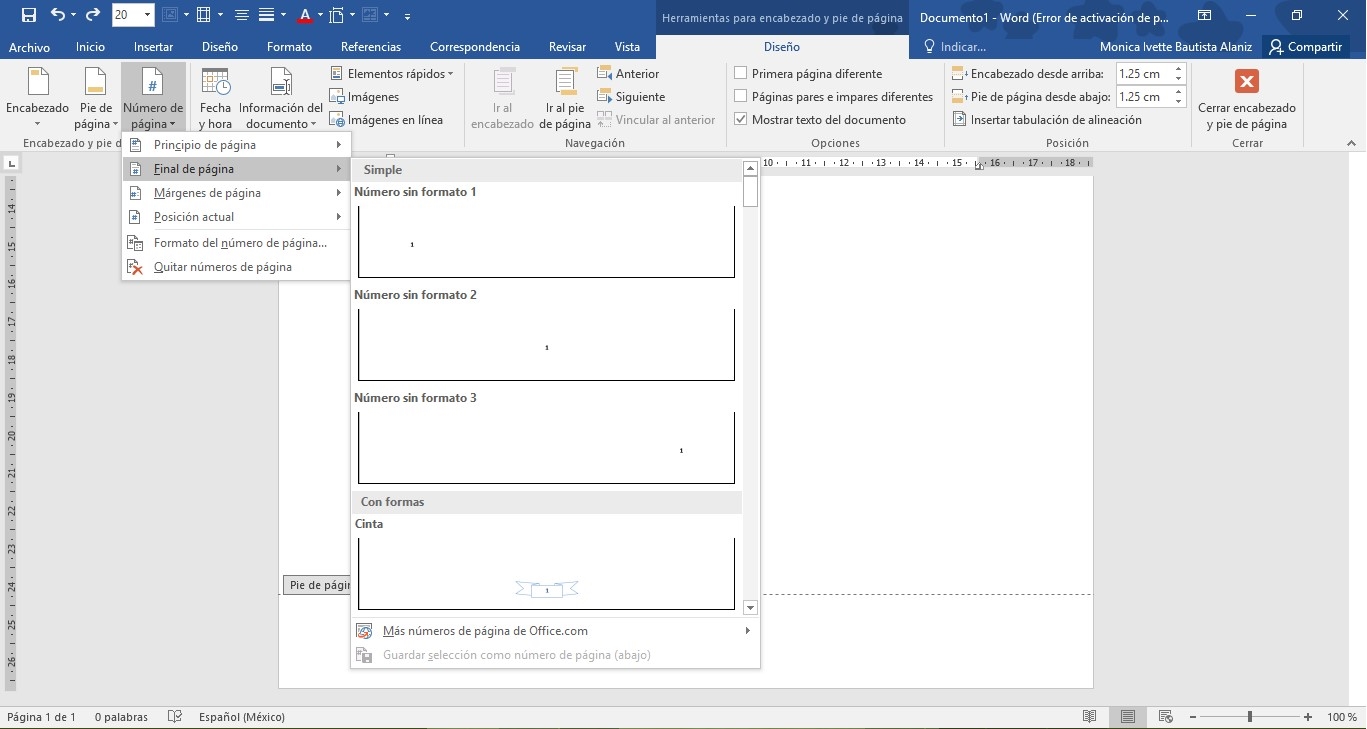 20
Herramientas para encabezado y pie de página
Documento1 - Word (Error de activación de p...
Archivo Inicio Insertar Diseño Formato Referencias Correspondencia Revisar Vista Diseño Indicar... Monica Ivette Bautista Alaniz Compartir
Encabezado
Pie de página
Número de página
Fecha y hora
Información del documento
Elementos rápidos
Imágenes
Imágenes en línea
Encabezado y pie d
Ir al encabezado
Ir al pie de página
Anterior
Siguiente
Vincular al anterior
Navegación
Primera página diferente
Páginas pares e impares diferentes
Mostrar texto del documento
Opciones
Encabezado desde arriba: 1.25 cm
Pie de página desde abajo: 1.25 cm
Insertar tabulación de alineación
Posición
Cerrar encabezado y pie de página
Cerrar
Principio de página
Final de página
Márgenes de página
Posición actual
Formato del número de página...
Quitar números de página
Simple
Número sin formato 1
1
Número sin formato 2
1
Número sin formato 3
1
Con formas
Cinta
1
Más números de página de Office.com
Guardar selección como número de página (abajo)
10 11 12 13 14 15 16 17 18
14
15
16
17
18
19
20
21
22
23
24
25
26
Pie de págin
Página 1 de 1 0 palabras Español (México) 100 %